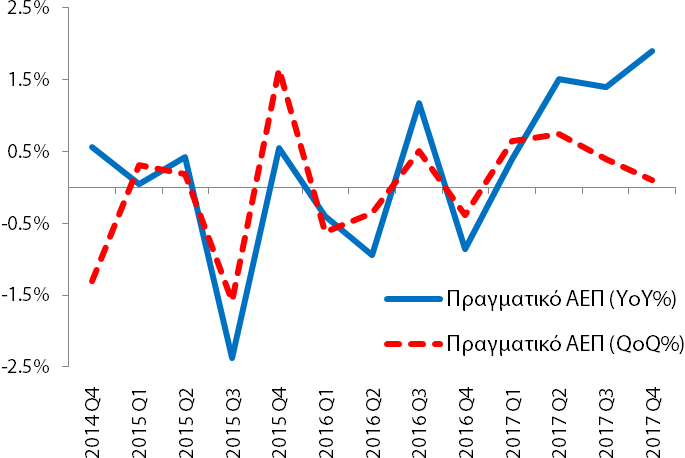 2.5%
1.5%
0.5%
-0.5%
-1.5%
-2.5%
Πραγματικό ΑΕΠ (YoY%)
Πραγματικό ΑΕΠ (QoQ%)
2014 Q4
2015 Q1
2015 Q2
2015 Q3
2015 Q4
2016 Q1
2016 Q2
2016 Q3
2016 Q4
2017 Q1
2017 Q2
2017 Q3
2017 Q4